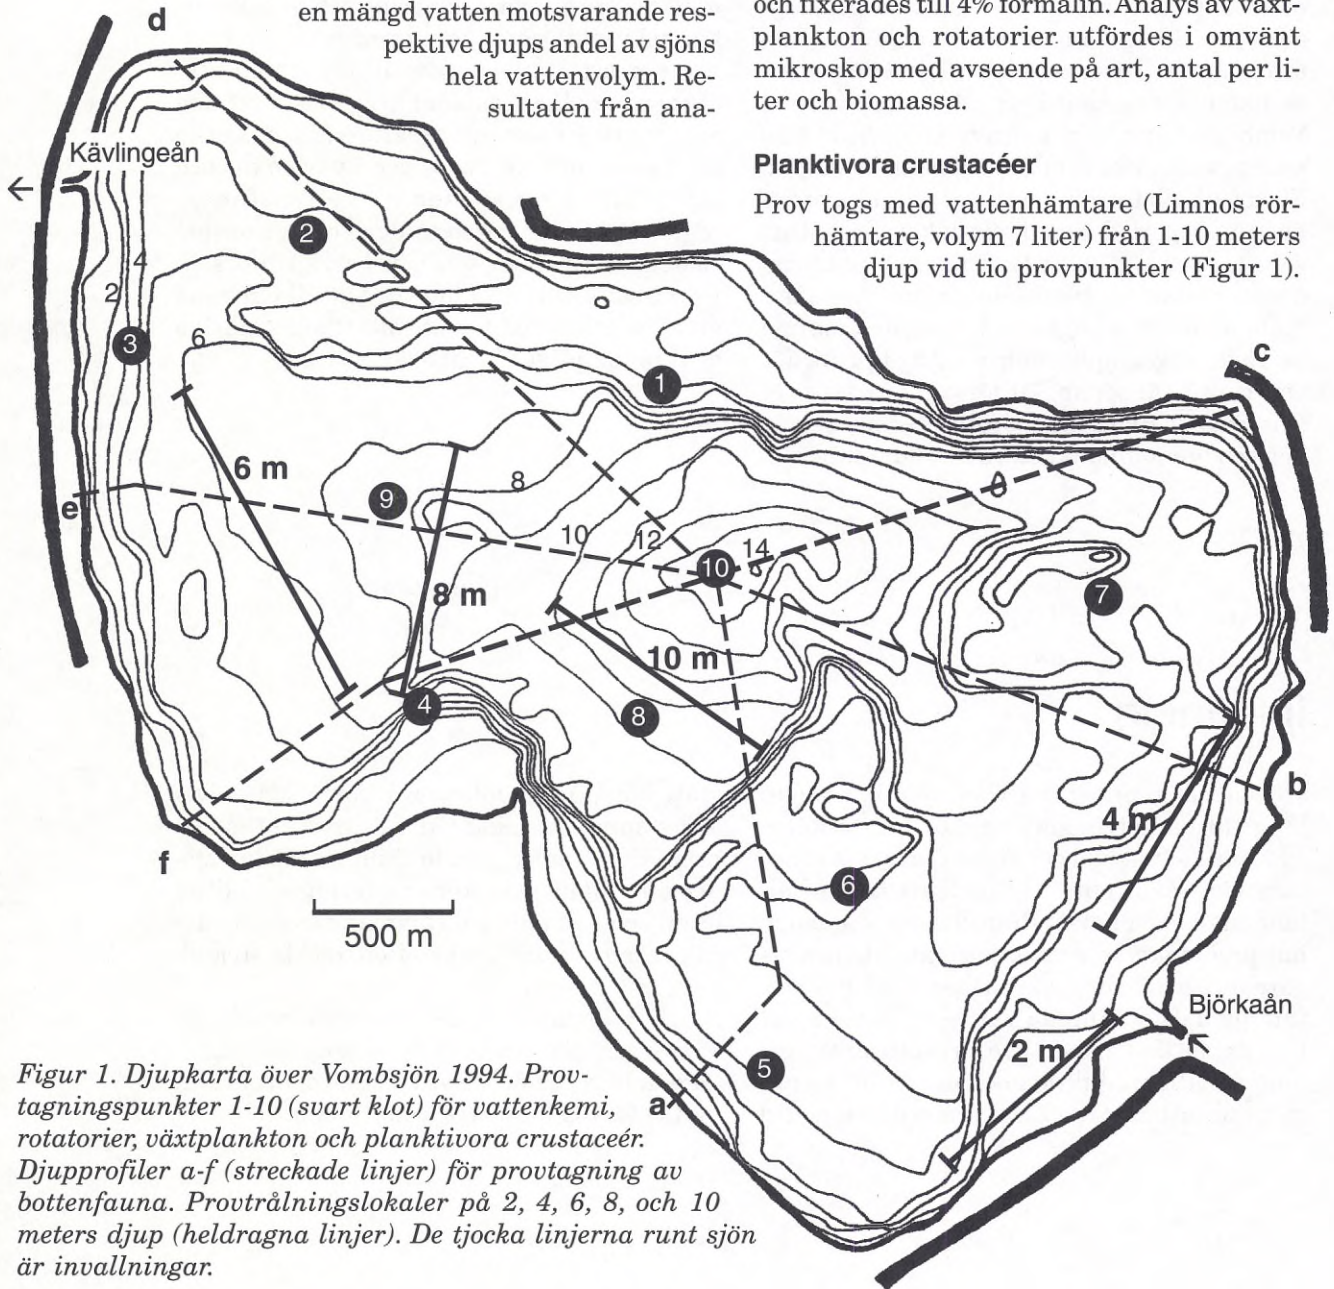 en mängd vatten motsvarande res-
pektive djups andel av sjöns
hela vattenvolym. Re-
sultaten från ana-
och fixerades till 4% formalin. Analys av växt-
plankton och rotatorier utfördes i omvänt
mikroskop med avseende på art, antal per li-
ter och biomassa.
Planktivora crustacéer
Prov togs med vattenhämtare (Limnos rör-
hämtare, volym 7 liter) från 1-10 meters
djup vid tio provpunkter (Figur 1).
d
Kävlingeån
2
4
2
3
6
1
c
6 m
8
e
9
10
12
14
10
7
8 m
10 m
4
8
b
4 m
f
6
500 m
Björkaån
2 m
5
a
Figur 1. Djupkarta över Vombsjön 1994. Prov-
tagningspunkter 1-10 (svart klot) för vattenkemi,
rotatorier, växtplankton och planktivora crustaceér.
Djupprofiler a-f (streckade linjer) för provtagning av
bottenfauna. Provtrålningslokaler på 2, 4, 6, 8, och 10
meters djup (heldragna linjer). De tjocka linjerna runt sjön
är invallningar.